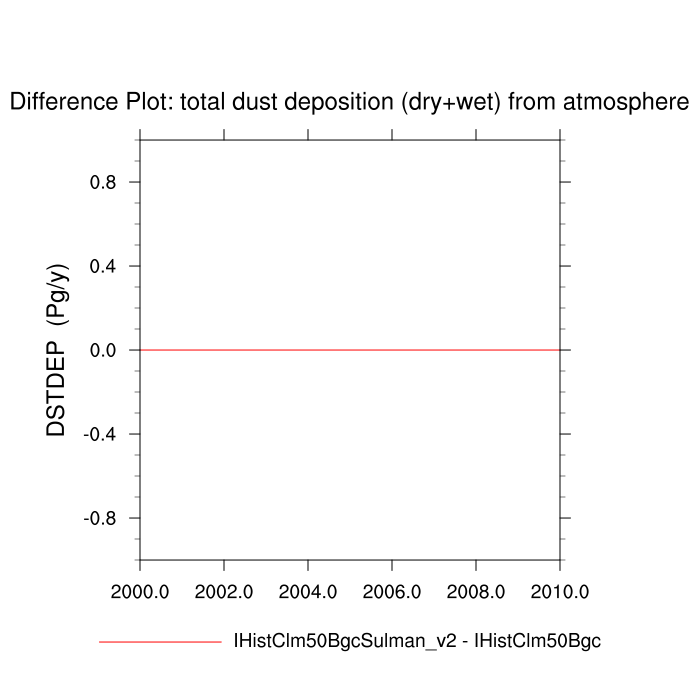 Difference Plot: total dust deposition (dry+wet) from atmosphere
DSTDEP (Pg/y)
0.8
0.4
0.0
-0.4
-0.8
2000.0 2002.0 2004.0 2006.0 2008.0 2010.0
IHistClm50BgcSulman_v2 - IHistClm50Bgc